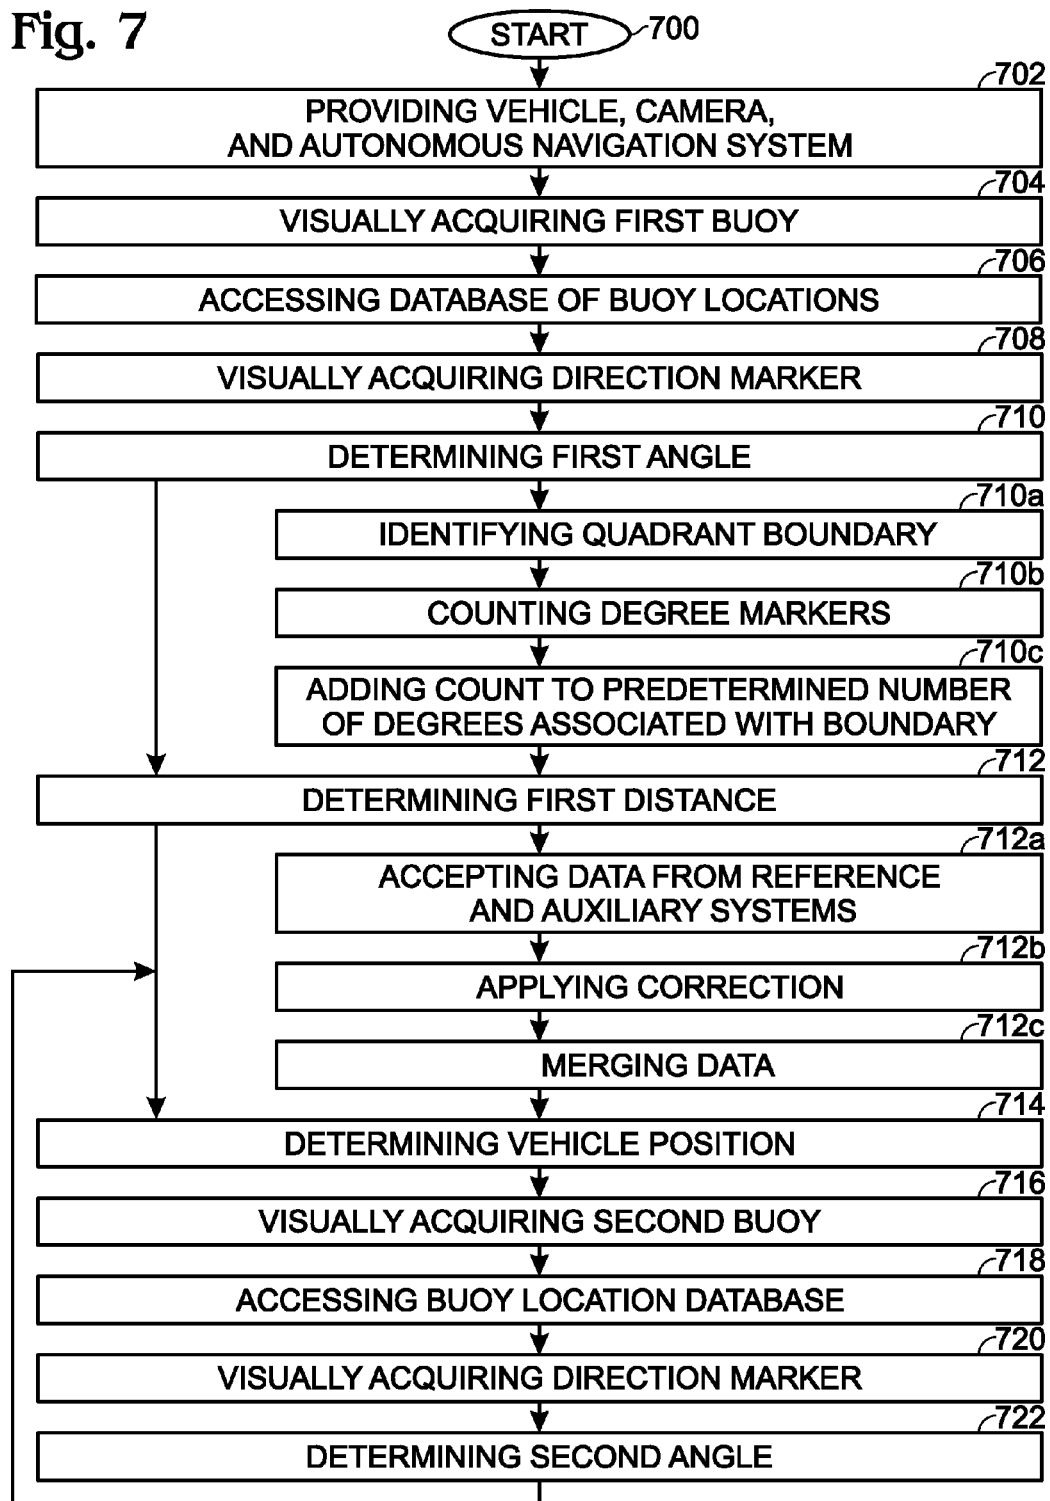 Fig. 7
START
700
702
PROVIDING VEHICLE, CAMERA,
AND AUTONOMOUS NAVIGATION SYSTEM
704
VISUALLY ACQUIRING FIRST BUOY
706
ACCESSING DATABASE OF BUOY LOCATIONS
708
VISUALLY ACQUIRING DIRECTION MARKER
710
DETERMINING FIRST ANGLE
710a
IDENTIFYING QUADRANT BOUNDARY
710b
COUNTING DEGREE MARKERS
710c
ADDING COUNT TO PREDETERMINED NUMBER
OF DEGREES ASSOCIATED WITH BOUNDARY
712
DETERMINING FIRST DISTANCE
712a
ACCEPTING DATA FROM REFERENCE
AND AUXILIARY SYSTEMS
712b
APPLYING CORRECTION
712c
MERGING DATA
714
DETERMINING VEHICLE POSITION
716
VISUALLY ACQUIRING SECOND BUOY
718
ACCESSING BUOY LOCATION DATABASE
720
VISUALLY ACQUIRING DIRECTION MARKER
722
DETERMINING SECOND ANGLE